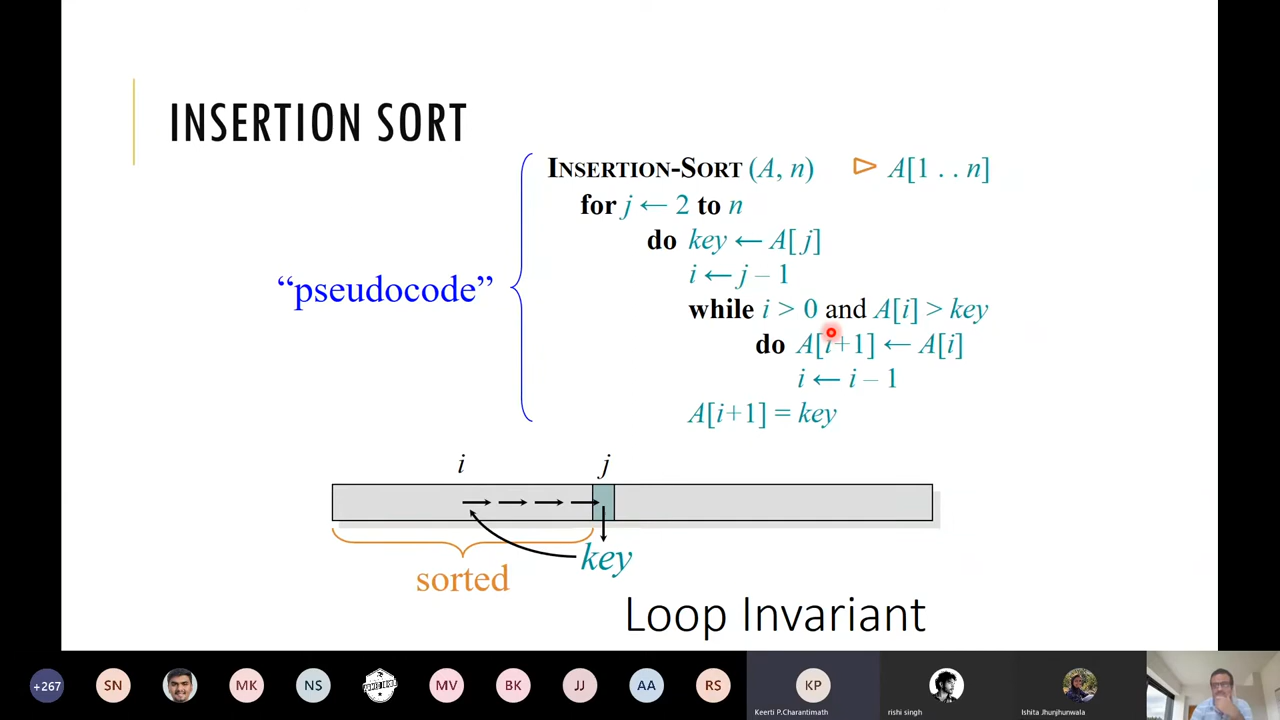 INSERTION SORT
INSERTION-SORT (A, n) ▷ A[1 . . n]
for j ← 2 to n
do key ← A[ j]
i ← j – 1
while i > 0 and A[i] > key
do A[i+1] ← A[i]
i ← i – 1
A[i+1] = key
“pseudocode”
i j
key
sorted
Loop Invariant
+267 SN MK NS MV BK JJ AA RS KP
Keerti P.Charantimath rishi singh Ishita Jhunjhunwala